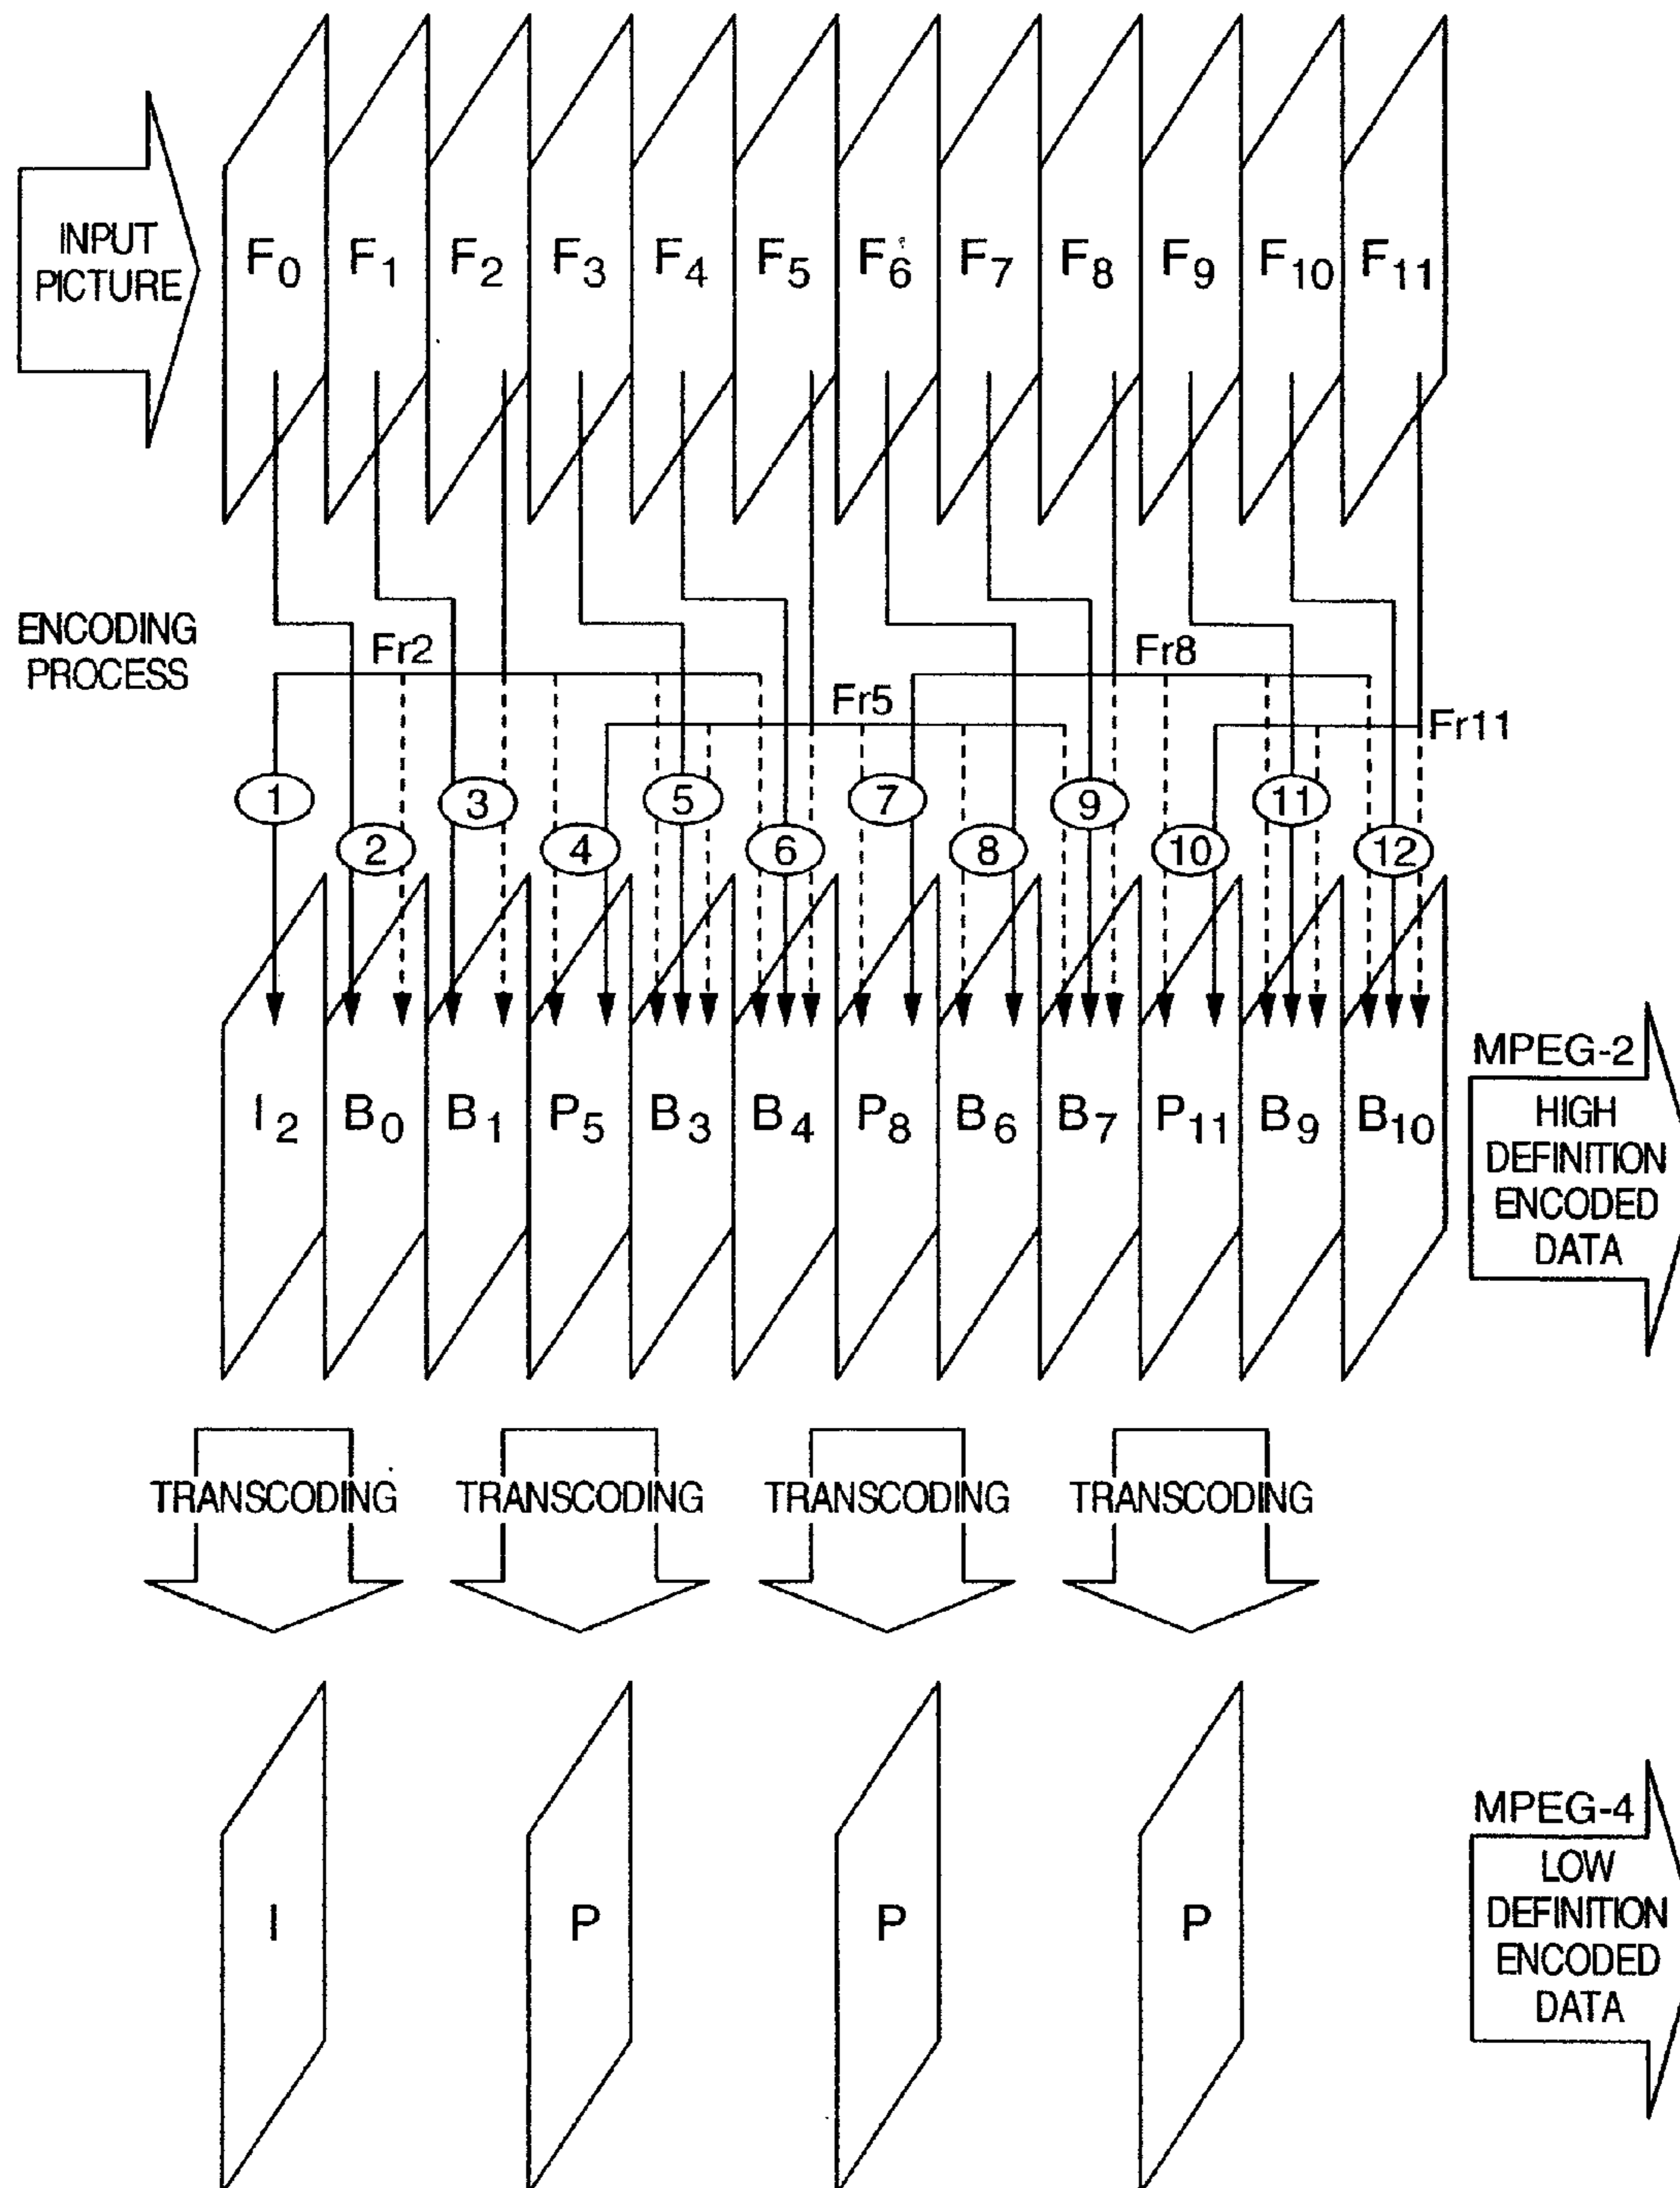 INPUT
PICTURE
F0 F1 F2 F3 F4 F5 F6 F7 F8 F9 F10 F11
ENCODING
PROCESS
Fr2
Fr8
Fr5
Fr11
1
3
5
7
9
11
2
4
6
8
10
12
I2 B0 B1 P5 B3 B4 P8 B6 B7 P11 B9 B10
MPEG-2
HIGH
DEFINITION
ENCODED
DATA
TRANSCODING TRANSCODING TRANSCODING TRANSCODING
I P P P
MPEG-4
LOW
DEFINITION
ENCODED
DATA